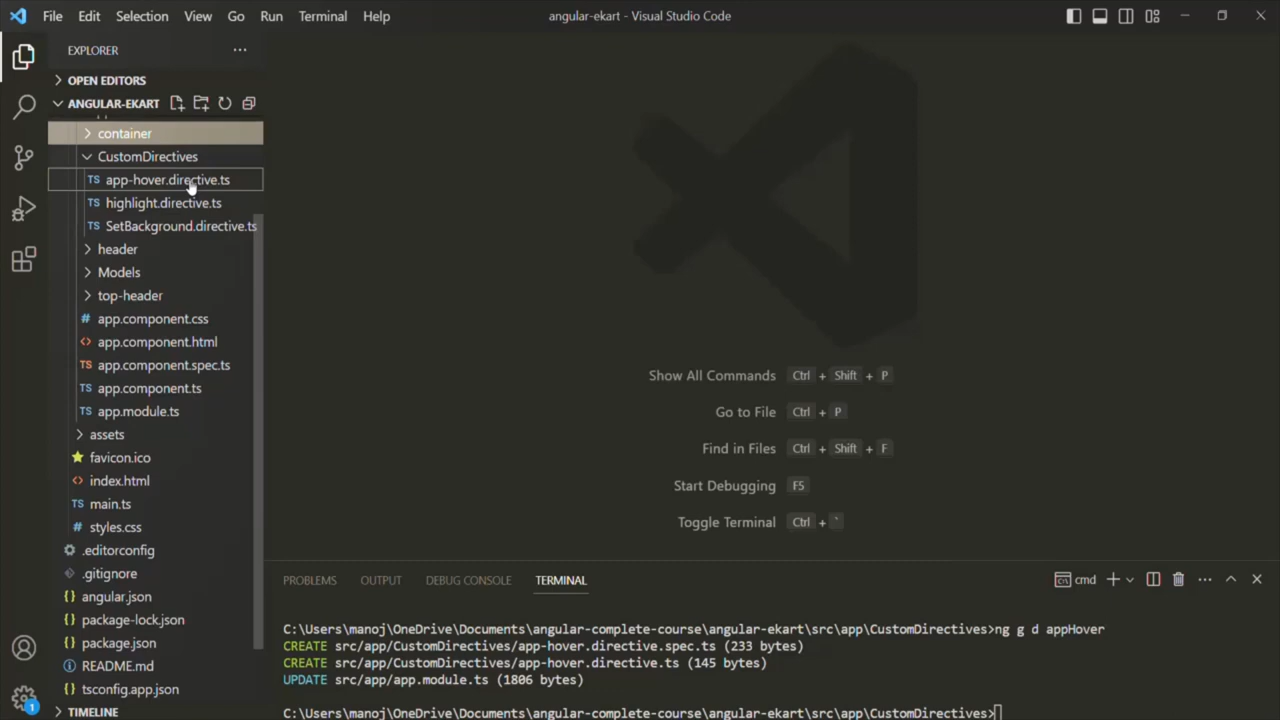 File Edit Selection View Go Run Terminal Help
angular-ekart - Visual Studio Code
EXPLORER
OPEN EDITORS
ANGULAR-EKART
container
CustomDirectives
TS app-hover.directive.ts
TS highlight.directive.ts
TS SetBackground.directive.ts
header
Models
top-header
# app.component.css
<> app.component.html
TS app.component.spec.ts
TS app.component.ts
TS app.module.ts
assets
favicon.ico
<> index.html
TS main.ts
# styles.css
.editorconfig
.gitignore
{} angular.json
{} package-lock.json
{} package.json
README.md
{} tsconfig.app.json
TIMELINE
1
Show All Commands Ctrl + Shift + P
Go to File Ctrl + P
Find in Files Ctrl + Shift + F
Start Debugging F5
Toggle Terminal Ctrl + `
PROBLEMS OUTPUT DEBUG CONSOLE TERMINAL
cmd
C:\Users\manoj\OneDrive\Documents\angular-complete-course\angular-ekart\src\app\CustomDirectives>ng g d appHover
CREATE src/app/CustomDirectives/app-hover.directive.spec.ts (233 bytes)
CREATE src/app/CustomDirectives/app-hover.directive.ts (145 bytes)
UPDATE src/app/app.module.ts (1806 bytes)
C:\Users\manoj\OneDrive\Documents\angular-complete-course\angular-ekart\src\app\CustomDirectives>